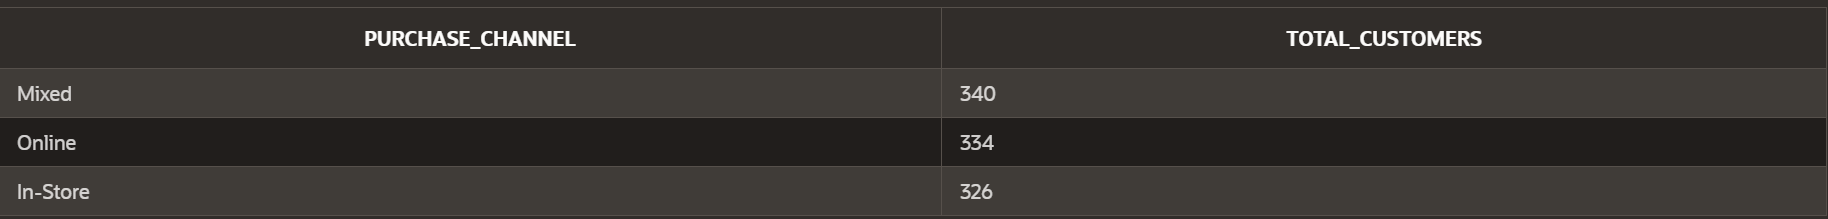 PURCHASE_CHANNEL TOTAL_CUSTOMERS
Mixed 340
Online 334
In-Store 326